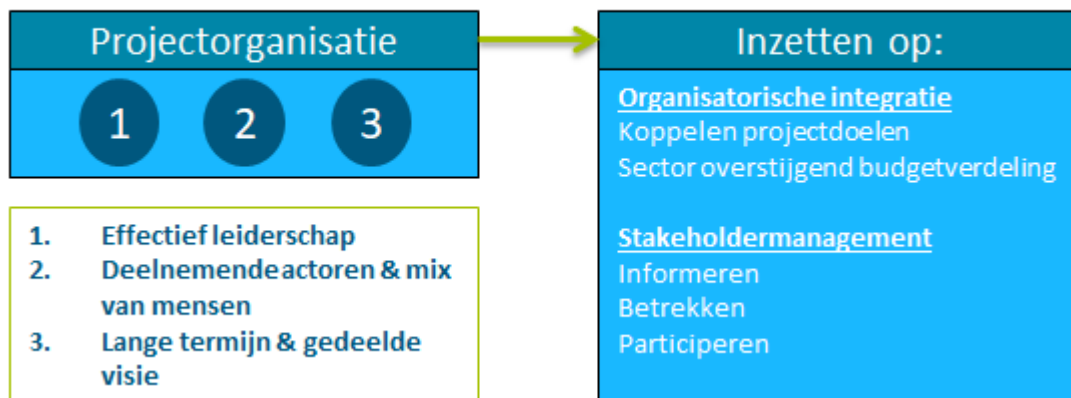 Projectorganisatie
1 2 3
1. Effectief leiderschap
2. Deelnemende actoren & mix
van mensen
3. Lange termijn & gedeelde
visie
Inzetten op:
Organisatorische integratie
Koppelen projectdoelen
Sector overstijgend budgetverdeling
Stakeholdermanagement
Informeren
Betrekken
Participeren